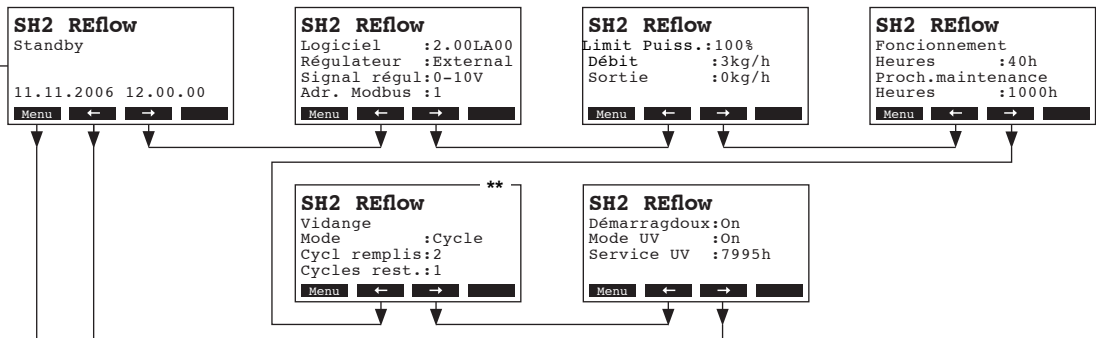 SH2 REflow
Standby
11.11.2006 12.00.00
Menu ← →
SH2 REflow
Logiciel :2.00LA00
Régulateur :External
Signal régul:0-10V
Adr. Modbus :1
Menu ← →
SH2 REflow
Limit Puiss.:100%
Débit :3kg/h
Sortie :0kg/h
Menu ← →
SH2 REflow
Foncionnement
Heures :40h
Proch.maintenance
Heures :1000h
Menu ← →
**
SH2 REflow
Vidange
Mode :Cycle
Cycl remplis:2
Cycles rest.:1
Menu ← →
SH2 REflow
Démarragdoux:On
Mode UV :On
Service UV :7995h
Menu ← →